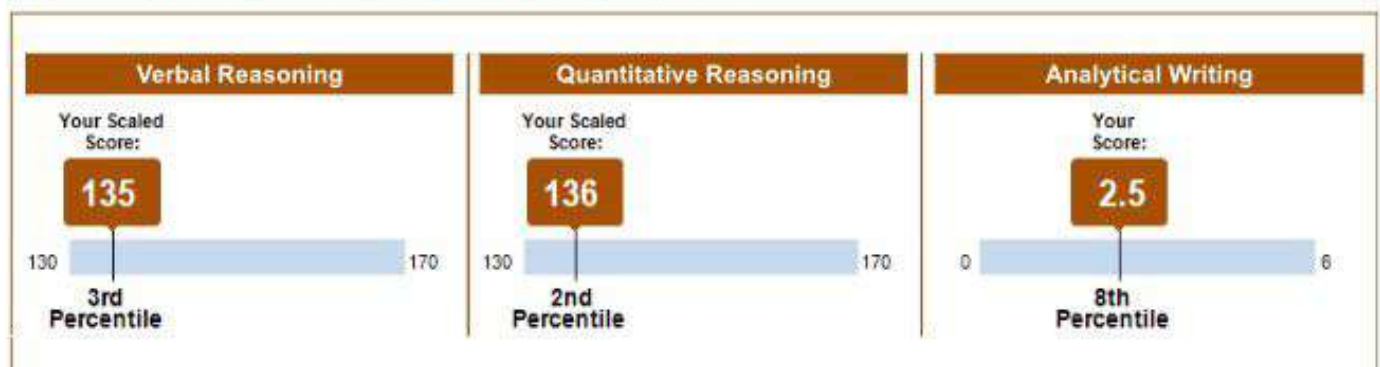 Verbal Reasoning
Your Scaled
Score:
135
130
170
3rd
Percentile
Quantitative Reasoning
Your Scaled
Score:
136
130
170
2nd
Percentile
Analytical Writing
Your
Score:
2.5
0
6
8th
Percentile